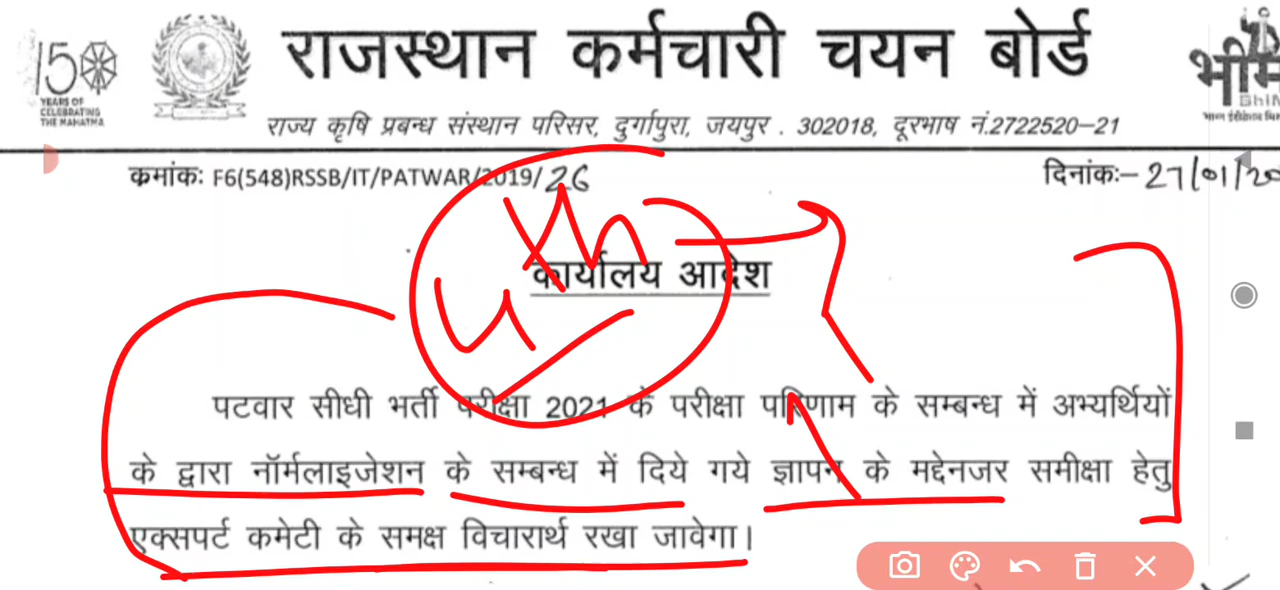 150
YEARS OF
CELEBRATING
THE MAHATMA
राजस्थान कर्मचारी चयन बोर्ड
भीम
राज्य कृषि प्रबन्ध संस्थान परिसर, दुर्गापुरा, जयपुर . 302018, दूरभाष नं.2722520–21
क्रमांकः F6(548)RSSB/IT/PATWAR/2019/26 दिनांकः– 27/01/20
कार्यालय आदेश
पटवार सीधी भर्ती परीक्षा 2021 के परीक्षा परिणाम के सम्बन्ध में अभ्यर्थियों
के द्वारा नॉर्मलाइजेशन के सम्बन्ध में दिये गये ज्ञापन के मद्देनजर समीक्षा हेतु
एक्सपर्ट कमेटी के समक्ष विचारार्थ रखा जावेगा।